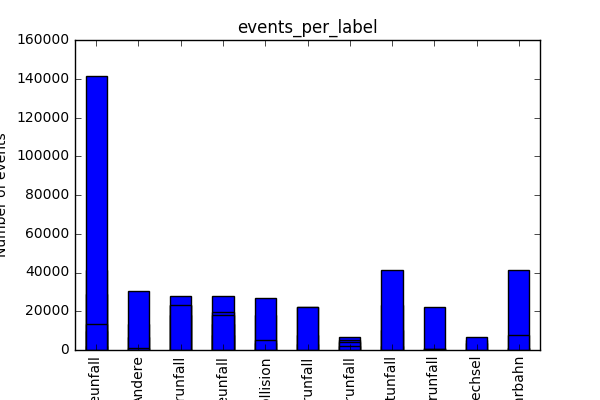 events_per_label
160000
140000
120000
100000
80000
60000
40000
20000
0
Number of events
eunfall
Andere
runfall
eunfall
ollision
runfall
runfall
tunfall
runfall
echsel
rbahn